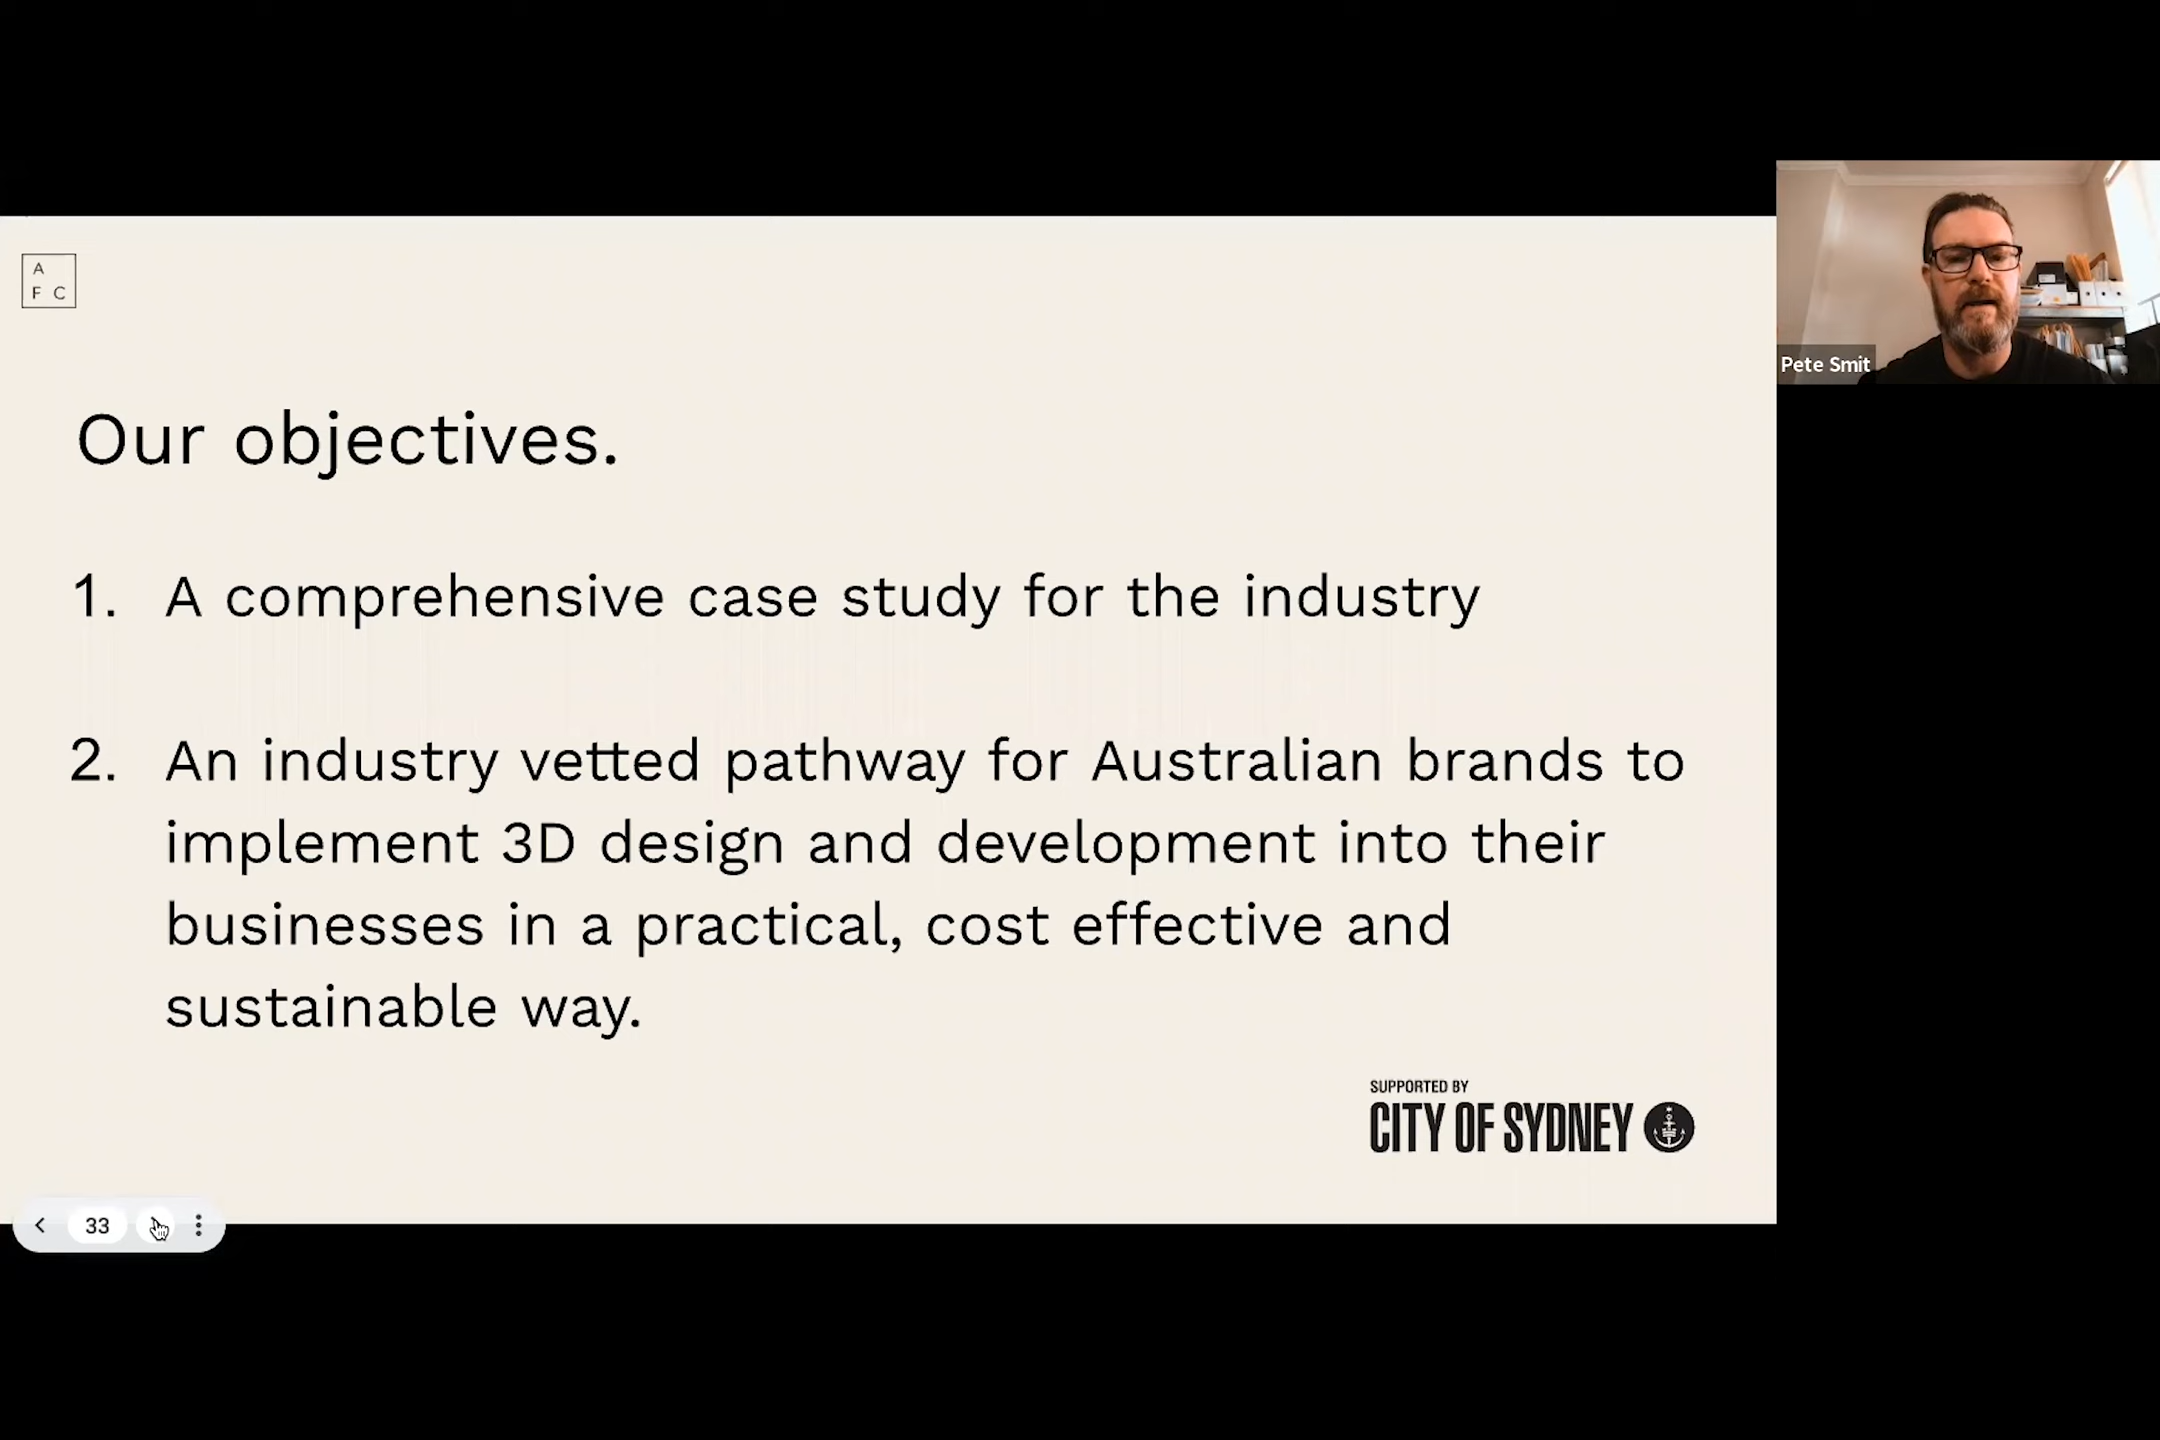 A
F C
Our objectives.
1. A comprehensive case study for the industry
2. An industry vetted pathway for Australian brands to
implement 3D design and development into their
businesses in a practical, cost effective and
sustainable way.
SUPPORTED BY
CITY OF SYDNEY
33
Pete Smit